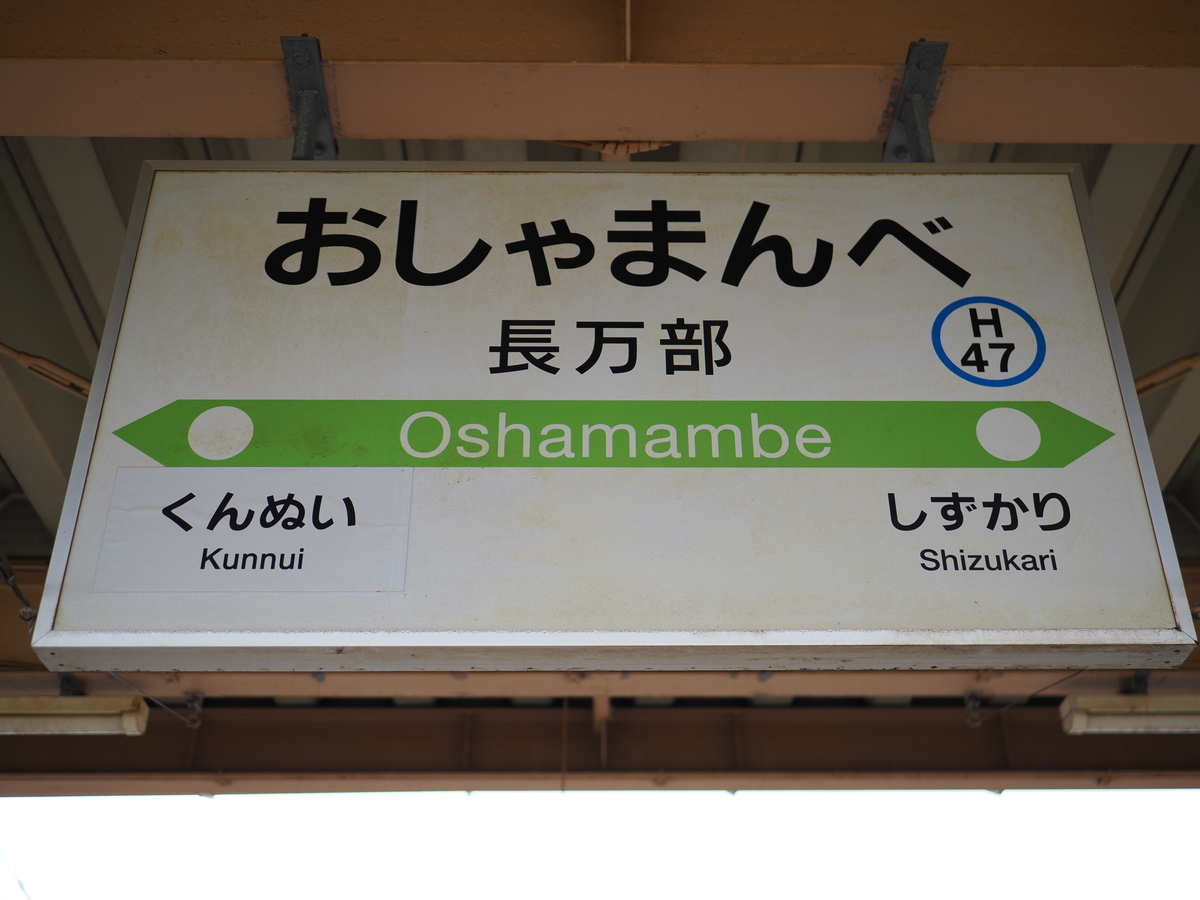 おしゃまんべ
長万部
H
47
Oshamambe
くんぬい
Kunnui
しずかり
Shizukari